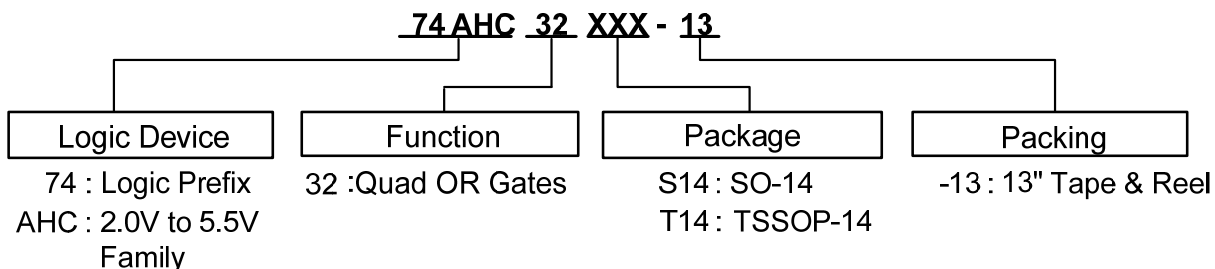 74 AHC 32 XXX - 13
Logic Device
Function
Package
Packing
74 : Logic Prefix
AHC : 2.0V to 5.5V
Family
32 :Quad OR Gates
S14 : SO-14
T14 : TSSOP-14
-13 : 13" Tape & Reel